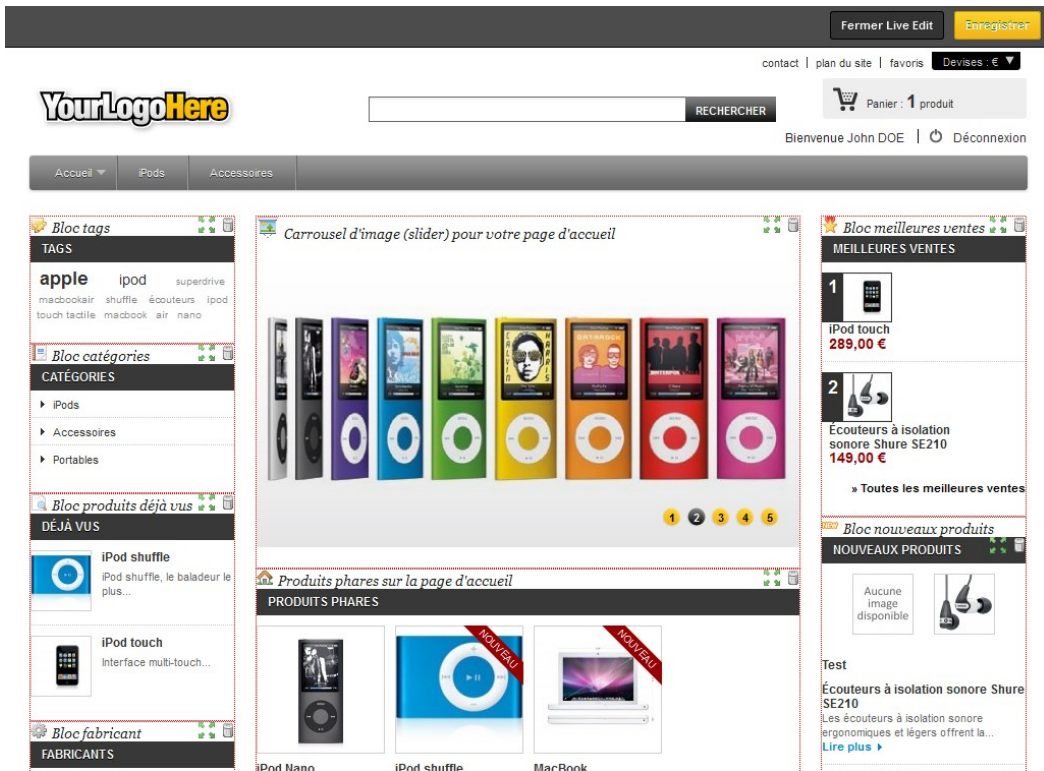 Fermer Live Edit
Enregistrer
contact | plan du site | favoris
Devises : € ▼
YourLogoHere
RECHERCHER
Panier : 1 produit
Bienvenue John DOE | Déconnexion
Accueil
iPods
Accessoires
Bloc tags
TAGS
apple ipod superdrive
macbookair shuffle écouteurs ipod
touch tactile macbook air nano
Bloc catégories
CATÉGORIES
iPods
Accessoires
Portables
Bloc produits déjà vus
DÉJÀ VUS
iPod shuffle
iPod shuffle, le baladeur le
plus...
iPod touch
Interface multi-touch...
Bloc fabricant
FABRICANTS
Carrousel d'image (slider) pour votre page d'accueil
CALVIN
HARRIS
1 2 3 4 5
Produits phares sur la page d'accueil
PRODUITS PHARES
NOUVEAU
NOUVEAU
iPod Nano
iPod shuffle
MacBook
Bloc meilleures ventes
MEILLEURES VENTES
1
iPod touch
289,00 €
2
Écouteurs à isolation
sonore Shure SE210
149,00 €
» Toutes les meilleures ventes
Bloc nouveaux produits
NOUVEAUX PRODUITS
Aucune
image
disponible
Test
Écouteurs à isolation sonore Shure
SE210
Les écouteurs à isolation sonore
ergonomiques et légers offrent la...
Lire plus